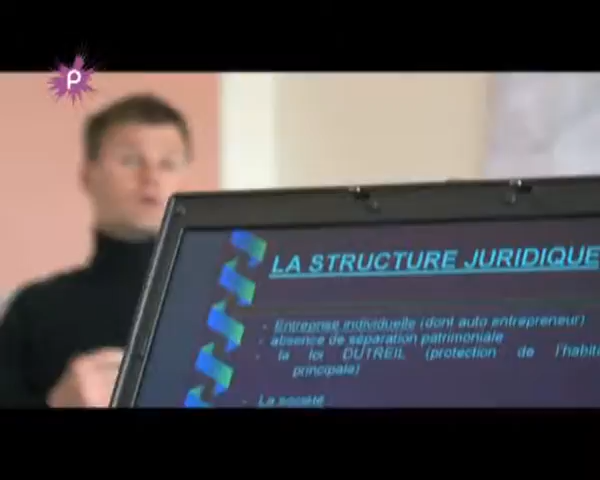 P
LA STRUCTURE JURIDIQUE
- Entreprise individuelle (dont auto entrepreneur)
- absence de séparation patrimoniale
- la loi DUTREIL (protection de l'habita
principale)
- La société